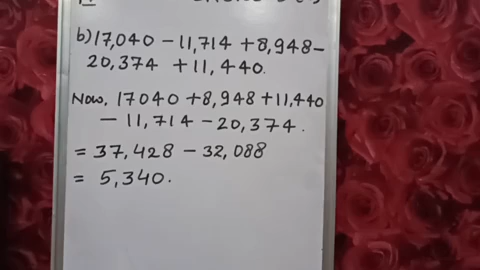 b) 17,040 - 11,714 + 8,948 -
20,374 + 11,440.
Now, 17040 + 8,948 + 11,440
- 11,714 - 20,374.
= 37,428 - 32,088
= 5,340.